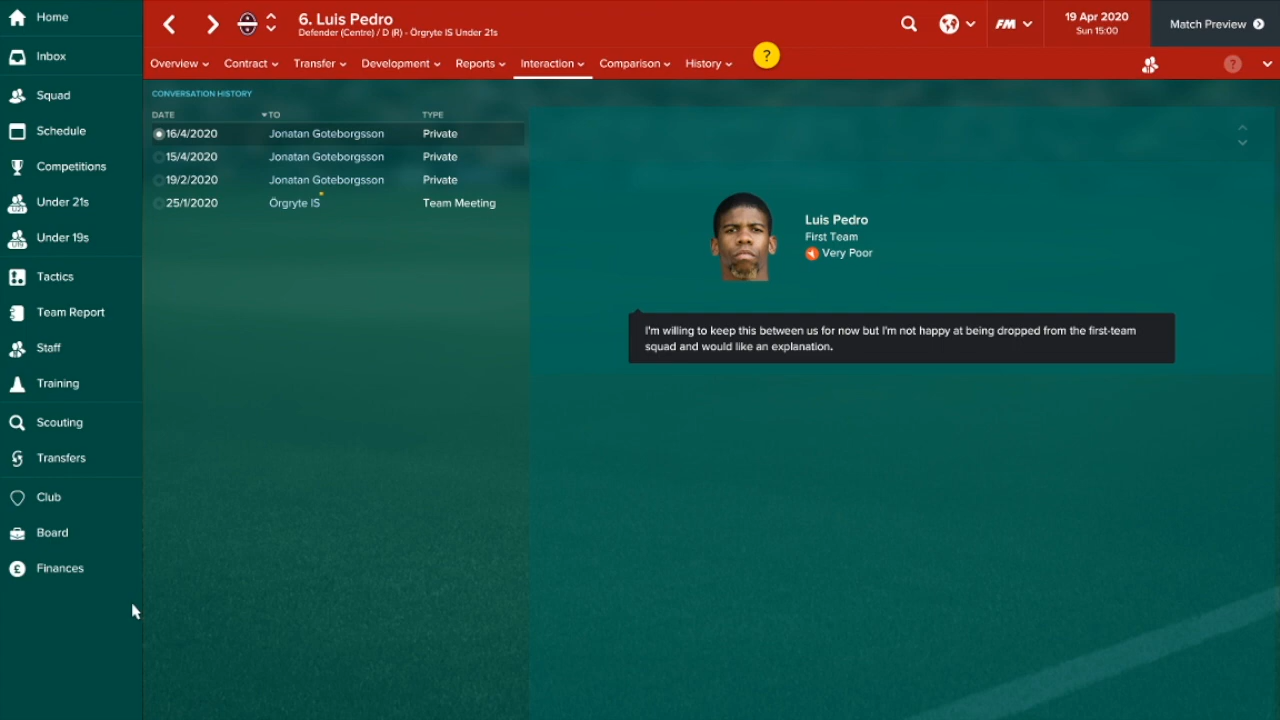 Home
Inbox
Squad
Schedule
Competitions
Under 21s
Under 19s
Tactics
Team Report
Staff
Training
Scouting
Transfers
Club
Board
Finances
6. Luis Pedro
Defender (Centre) / D (R) - Örgryte IS Under 21s
FM
19 Apr 2020
Sun 15:00
Match Preview
Overview
Contract
Transfer
Development
Reports
Interaction
Comparison
History
?
?
CONVERSATION HISTORY
DATE TO TYPE
16/4/2020 Jonatan Goteborgsson Private
15/4/2020 Jonatan Goteborgsson Private
19/2/2020 Jonatan Goteborgsson Private
25/1/2020 Örgryte IS Team Meeting
Luis Pedro
First Team
Very Poor
I'm willing to keep this between us for now but I'm not happy at being dropped from the first-team
squad and would like an explanation.